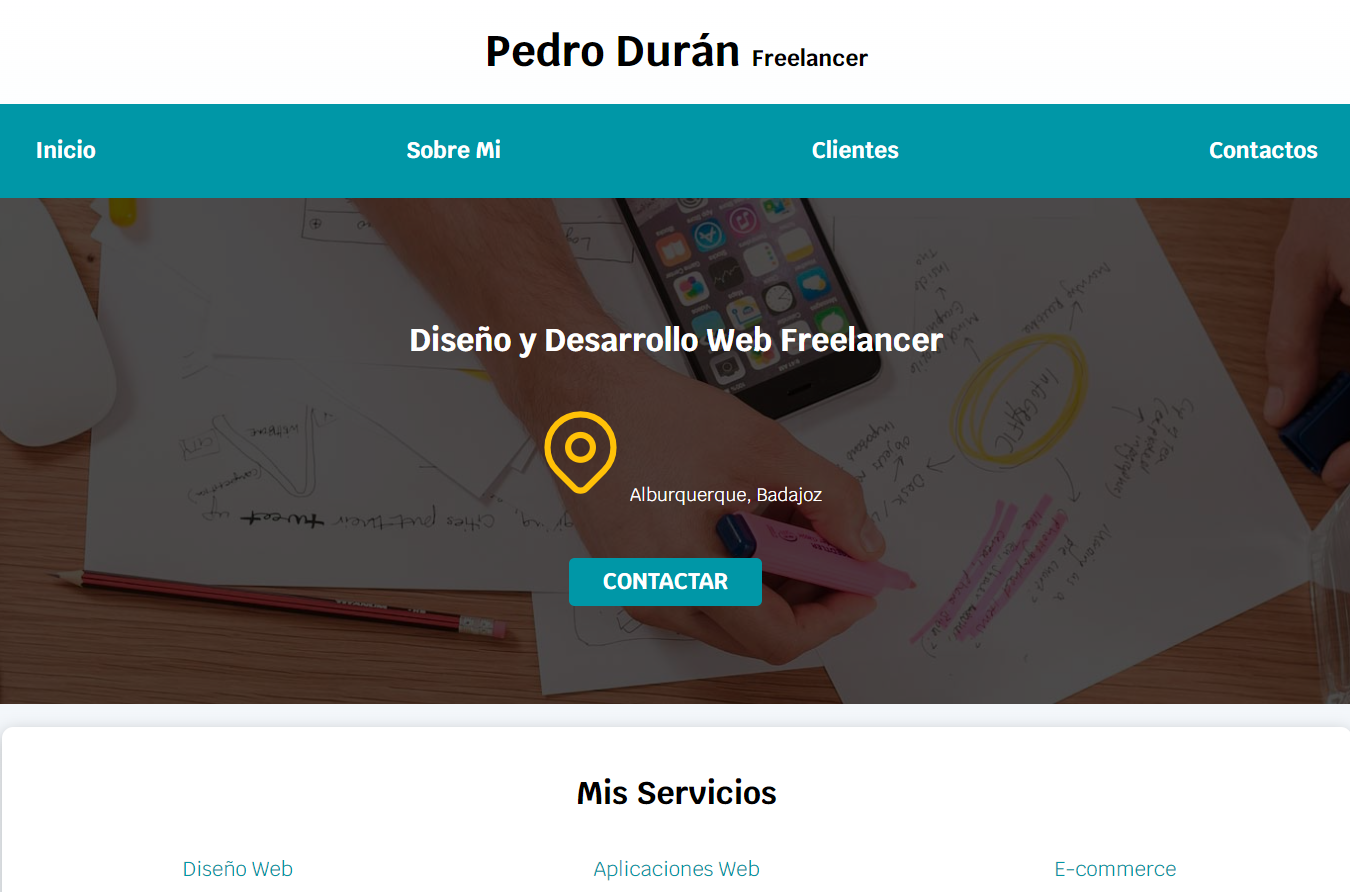 Pedro Durán Freelancer
Inicio Sobre Mi Clientes Contactos
Diseño y Desarrollo Web Freelancer
Alburquerque, Badajoz
CONTACTAR
Mis Servicios
Diseño Web Aplicaciones Web E-commerce